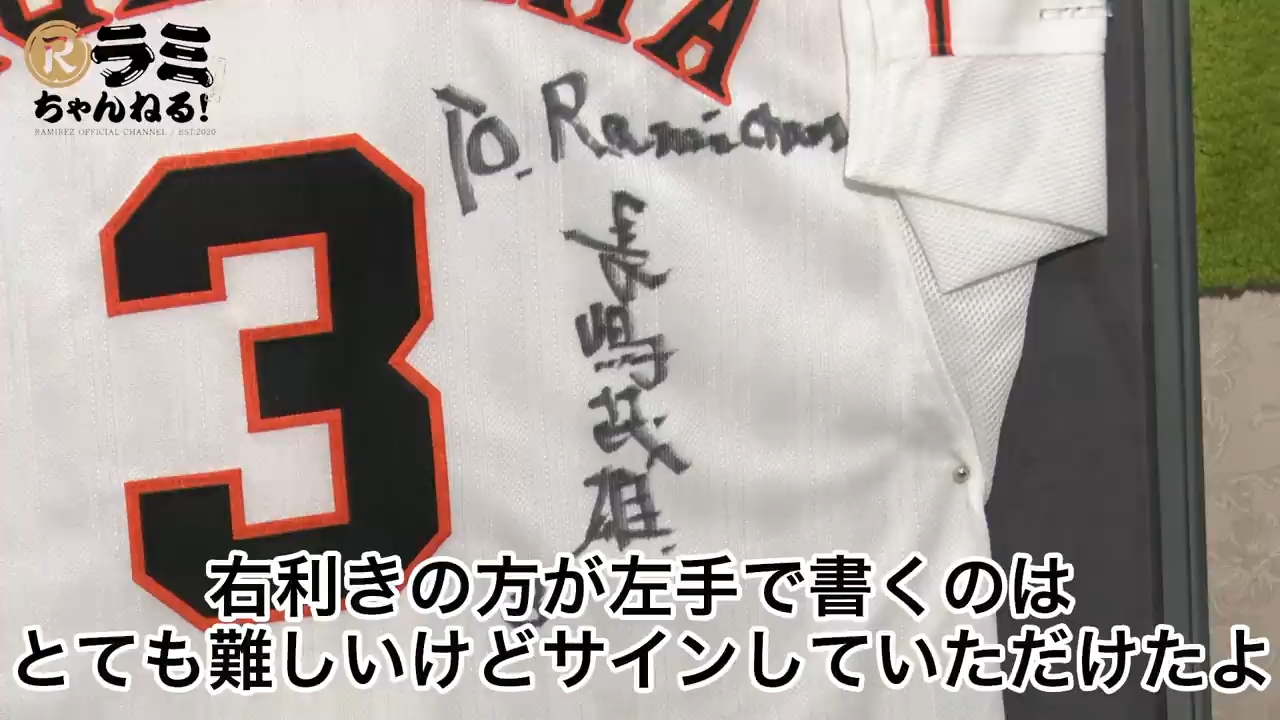 R ラミ
ちゃんねる!
RAMIREZ OFFICIAL CHANNEL / EST.2020
To. Ramichan
長嶋茂雄
3
3
右利きの方が左手で書くのは
とても難しいけどサインしていただけたよ